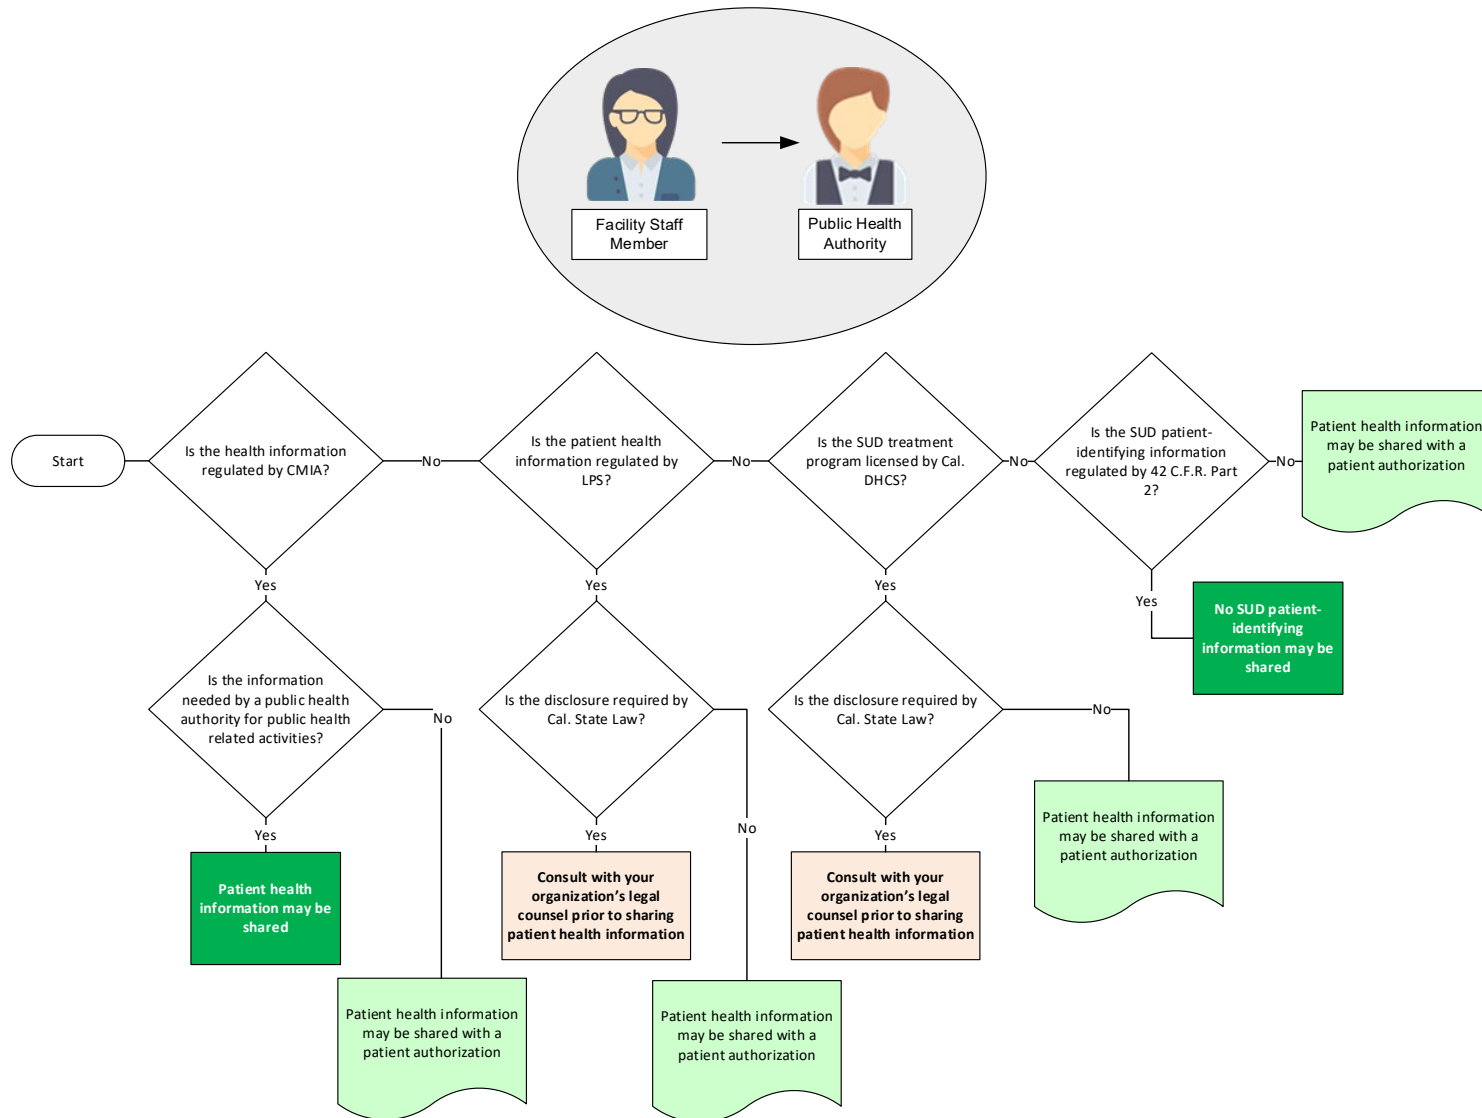 Facility Staff
Member
Public Health
Authority
Start
Is the health information
regulated by CMIA?
No
Is the patient health
information regulated by
LPS?
No
Is the SUD treatment
program licensed by Cal.
DHCS?
No
Is the SUD patient-
identifying information
regulated by 42 C.F.R. Part
2?
No
Patient health information
may be shared with a
patient authorization
Yes
Yes
Yes
Yes
No SUD patient-
identifying
information may be
shared
Is the information
needed by a public health
authority for public health
related activities?
No
Is the disclosure required by
Cal. State Law?
No
Is the disclosure required by
Cal. State Law?
No
Patient health information
may be shared with a
patient authorization
Yes
Yes
Yes
Patient health
information may be
shared
Consult with your
organization’s legal
counsel prior to sharing
patient health information
Consult with your
organization’s legal
counsel prior to sharing
patient health information
Patient health information
may be shared with a
patient authorization
Patient health information
may be shared with a
patient authorization